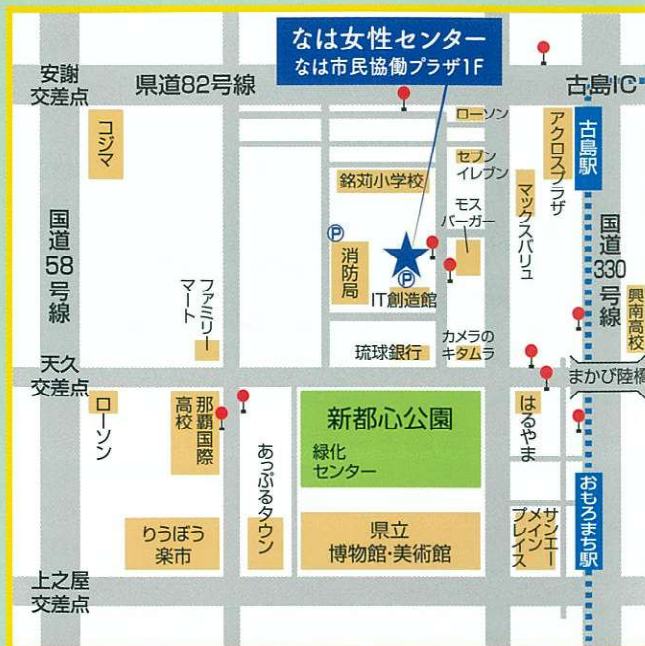 なは女性センター
なは市民協働プラザ1F
安謝
交差点
県道82号線
古島IC
コジマ
ローソン
アクロスプラザ
古島駅
セブン
イレブン
銘苅小学校
マックスバリュ
モス
バーガー
国道58号線
P
消防局
P
IT創造館
国道330号線
ファミリー
マート
興南高校
琉球銀行
カメラの
キタムラ
天久
交差点
まかび陸橋
ローソン
那覇国際
高校
あっぷるタウン
新都心公園
緑化
センター
はるやま
おもろまち駅
りうぼう
楽市
県立
博物館・美術館
サンエー
メイン
プレイス
上之屋
交差点